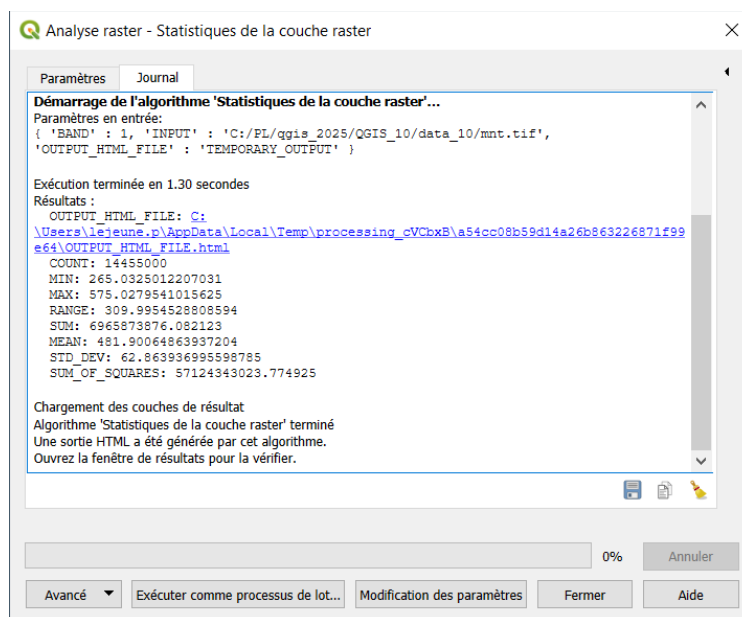 Analyse raster - Statistiques de la couche raster
Paramètres
Journal
Démarrage de l'algorithme 'Statistiques de la couche raster'...
Paramètres en entrée:
{ 'BAND' : 1, 'INPUT' : 'C:/PL/qgis_2025/QGIS_10/data_10/mnt.tif',
'OUTPUT_HTML_FILE' : 'TEMPORARY_OUTPUT' }
Exécution terminée en 1.30 secondes
Résultats :
OUTPUT_HTML_FILE: C:
\Users\lejeune.p\AppData\Local\Temp\processing_cVCbxB\a54cc08b59d14a26b863226871f99
e64\OUTPUT_HTML_FILE.html
COUNT: 14455000
MIN: 265.0325012207031
MAX: 575.0279541015625
RANGE: 309.9954528808594
SUM: 6965873876.082123
MEAN: 481.90064863937204
STD_DEV: 62.863936995598785
SUM_OF_SQUARES: 57124343023.774925
Chargement des couches de résultat
Algorithme 'Statistiques de la couche raster' terminé
Une sortie HTML a été générée par cet algorithme.
Ouvrez la fenêtre de résultats pour la vérifier.
0%
Annuler
Avancé
Exécuter comme processus de lot...
Modification des paramètres
Fermer
Aide